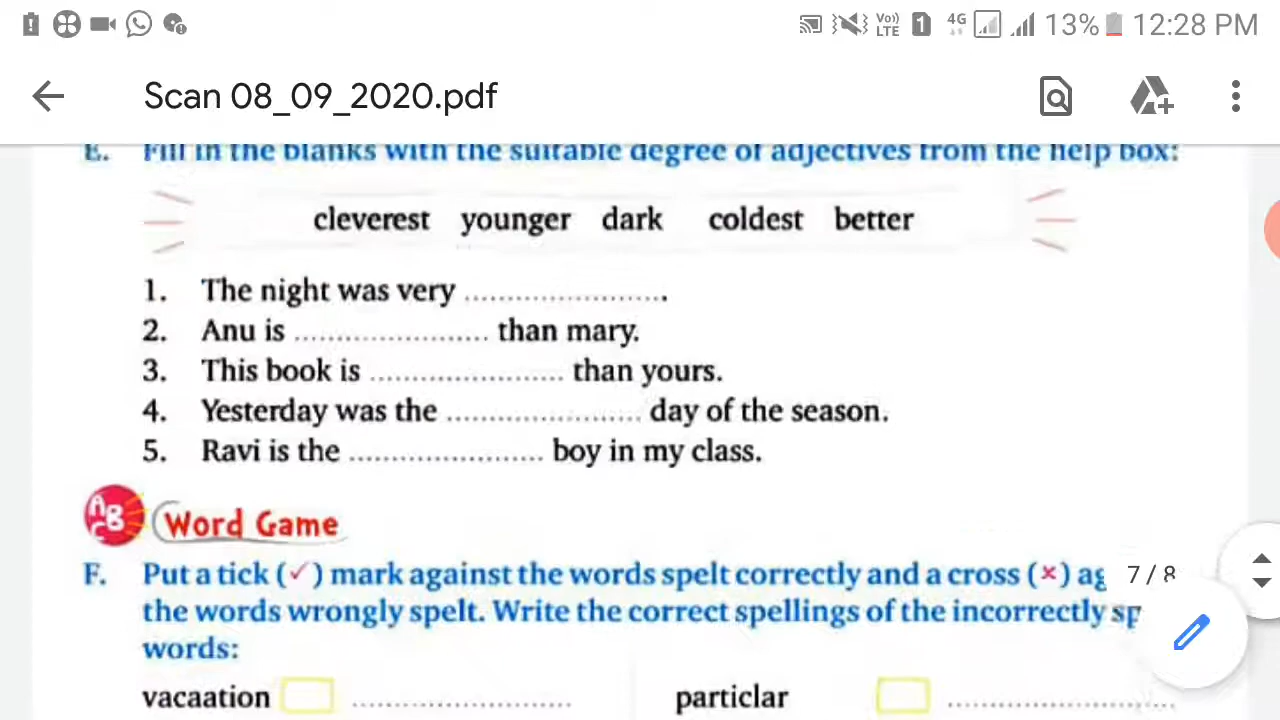 13% 12:28 PM
Scan 08_09_2020.pdf
E. Fill in the blanks with the suitable degree of adjectives from the help box:
cleverest younger dark coldest better
1. The night was very ....................... .
2. Anu is ...................... than mary.
3. This book is ...................... than yours.
4. Yesterday was the ...................... day of the season.
5. Ravi is the ...................... boy in my class.
ABC Word Game
F. Put a tick (✓) mark against the words spelt correctly and a cross (×) ag
7 / 8
the words wrongly spelt. Write the correct spellings of the incorrectly sp
words:
vacaation ......................... particlar ..........................